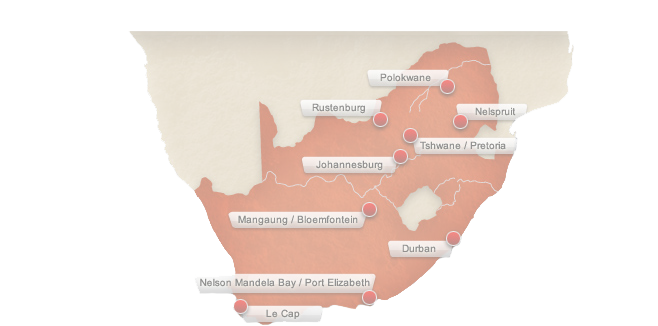 Polokwane
Rustenburg
Nelspruit
Tshwane / Pretoria
Johannesburg
Mangaung / Bloemfontein
Durban
Nelson Mandela Bay / Port Elizabeth
Le Cap